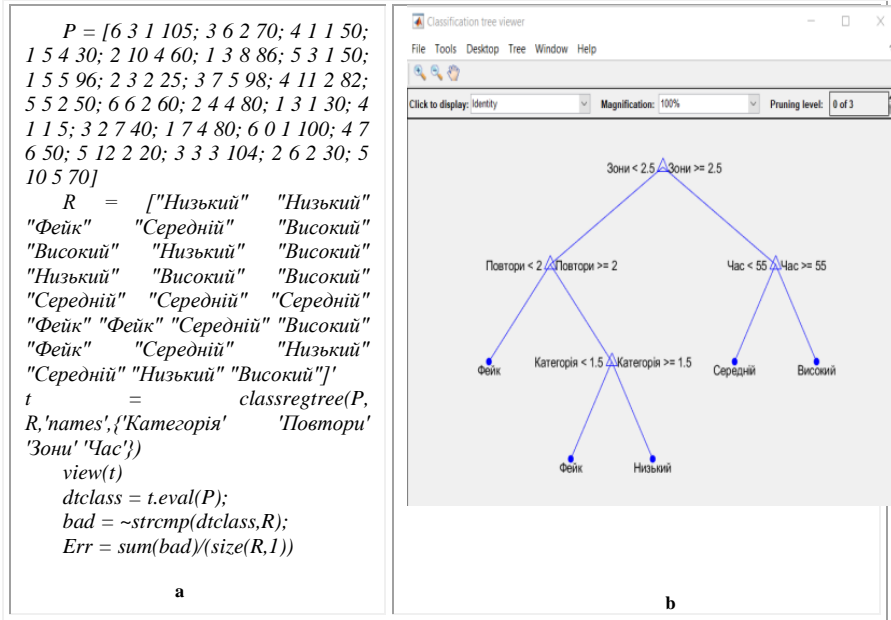 P = [6 3 1 105; 3 6 2 70; 4 1 1 50;
1 5 4 30; 2 10 4 60; 1 3 8 86; 5 3 1 50;
1 5 5 96; 2 3 2 25; 3 7 5 98; 4 11 2 82;
5 5 2 50; 6 6 2 60; 2 4 4 80; 1 3 1 30; 4
1 1 5; 3 2 7 40; 1 7 4 80; 6 0 1 100; 4 7
6 50; 5 12 2 20; 3 3 3 104; 2 6 2 30; 5
10 5 70]
R = ["Низький" "Низький"
"Фейк" "Середній" "Високий"
"Високий" "Низький" "Високий"
"Низький" "Високий" "Високий"
"Середній" "Середній" "Середній"
"Фейк" "Фейк" "Середній" "Високий"
"Фейк" "Середній" "Низький"
"Середній" "Низький" "Високий"]'
t = classregtree(P,
R,'names',{'Категорія' 'Повтори'
'Зони' 'Час'})
view(t)
dtclass = t.eval(P);
bad = ~strcmp(dtclass,R);
Err = sum(bad)/(size(R,1))
a
Classification tree viewer
File Tools Desktop Tree Window Help
Click to display: Identity Magnification: 100% Pruning level: 0 of 3
Зони < 2.5 Зони >= 2.5
Повтори < 2 Повтори >= 2 Час < 55 Час >= 55
Фейк Категорія < 1.5 Категорія >= 1.5 Середній Високий
Фейк Низький
b